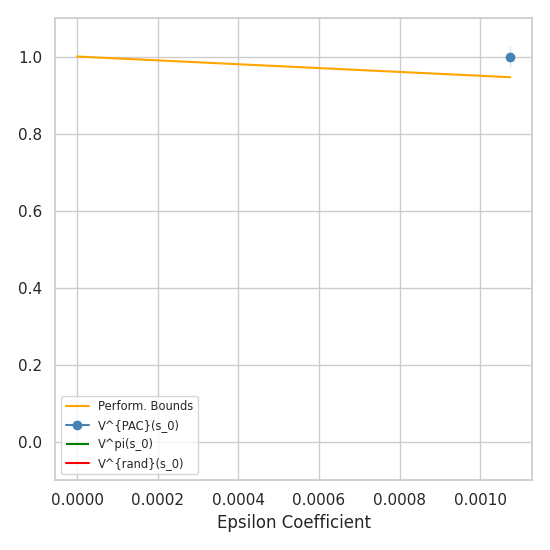 1.0
0.8
0.6
0.4
0.2
0.0
Perform. Bounds
V^{PAC}(s_0)
V^pi(s_0)
V^{rand}(s_0)
0.0000 0.0002 0.0004 0.0006 0.0008 0.0010
Epsilon Coefficient